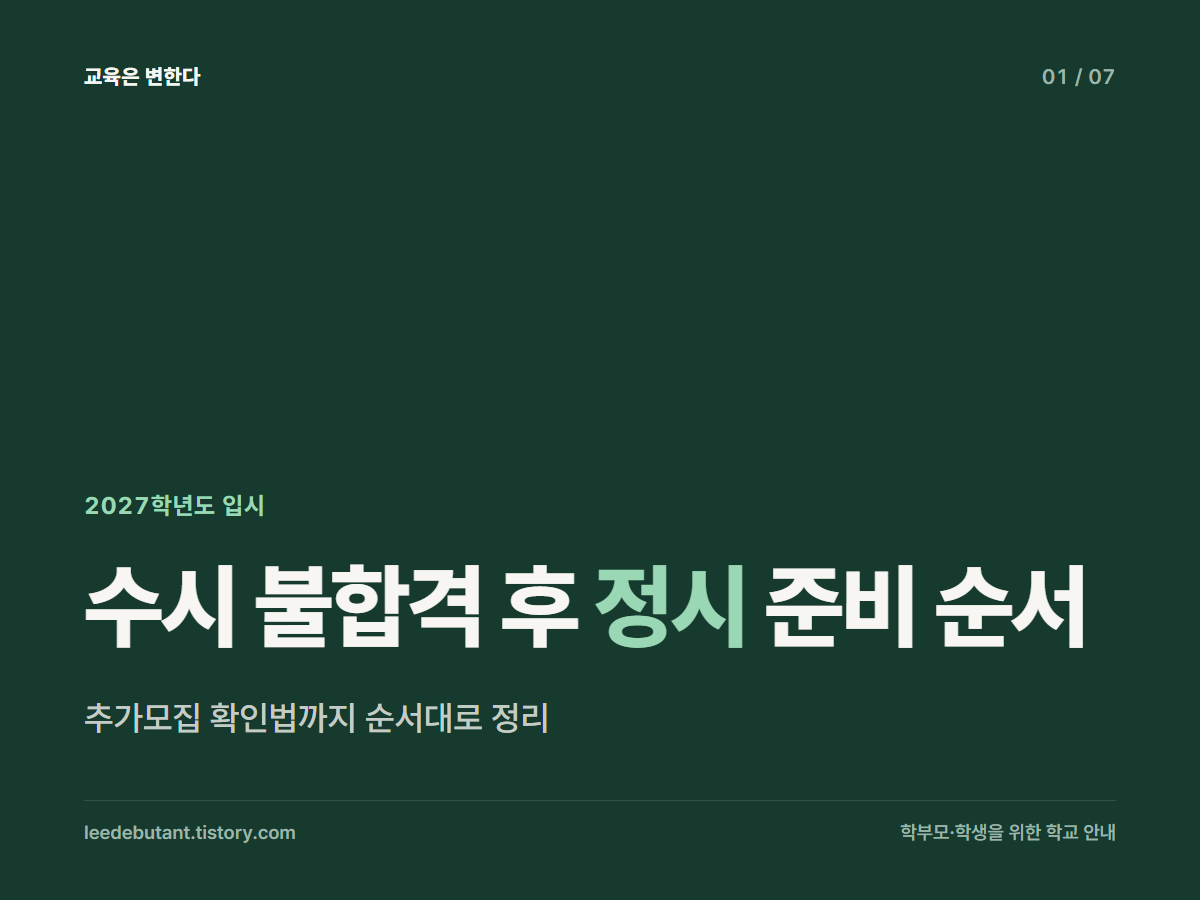 교육은 변한다
01 / 07
2027학년도 입시
수시 불합격 후 정시 준비 순서
추가모집 확인법까지 순서대로 정리
leedebutant.tistory.com
학부모·학생을 위한 학교 안내